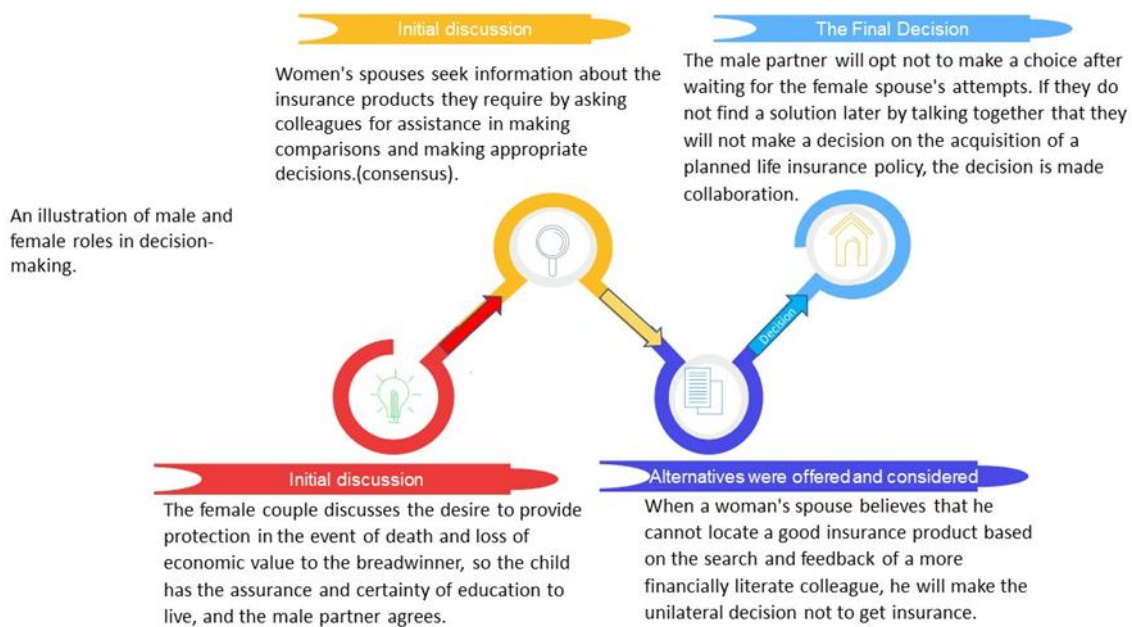 Initial discussion
Women's spouses seek information about the
insurance products they require by asking
colleagues for assistance in making
comparisons and making appropriate
decisions.(consensus).
The Final Decision
The male partner will opt not to make a choice after
waiting for the female spouse's attempts. If they do
not find a solution later by talking together that they
will not make a decision on the acquisition of a
planned life insurance policy, the decision is made
collaboration.
An illustration of male and
female roles in decision-
making.
Decision
Initial discussion
The female couple discusses the desire to provide
protection in the event of death and loss of
economic value to the breadwinner, so the child
has the assurance and certainty of education to
live, and the male partner agrees.
Alternatives were offered and considered
When a woman's spouse believes that he
cannot locate a good insurance product based
on the search and feedback of a more
financially literate colleague, he will make the
unilateral decision not to get insurance.